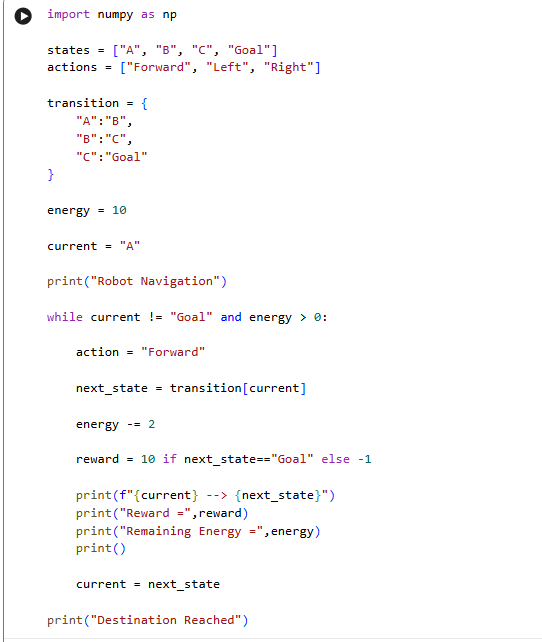 import numpy as np
states = ["A", "B", "C", "Goal"]
actions = ["Forward", "Left", "Right"]
transition = {
    "A":"B",
    "B":"C",
    "C":"Goal"
}
energy = 10
current = "A"
print("Robot Navigation")
while current != "Goal" and energy > 0:
    action = "Forward"
    next_state = transition[current]
    energy -= 2
    reward = 10 if next_state=="Goal" else -1
    print(f"{current} --> {next_state}")
    print("Reward =",reward)
    print("Remaining Energy =",energy)
    print()
    current = next_state
print("Destination Reached")